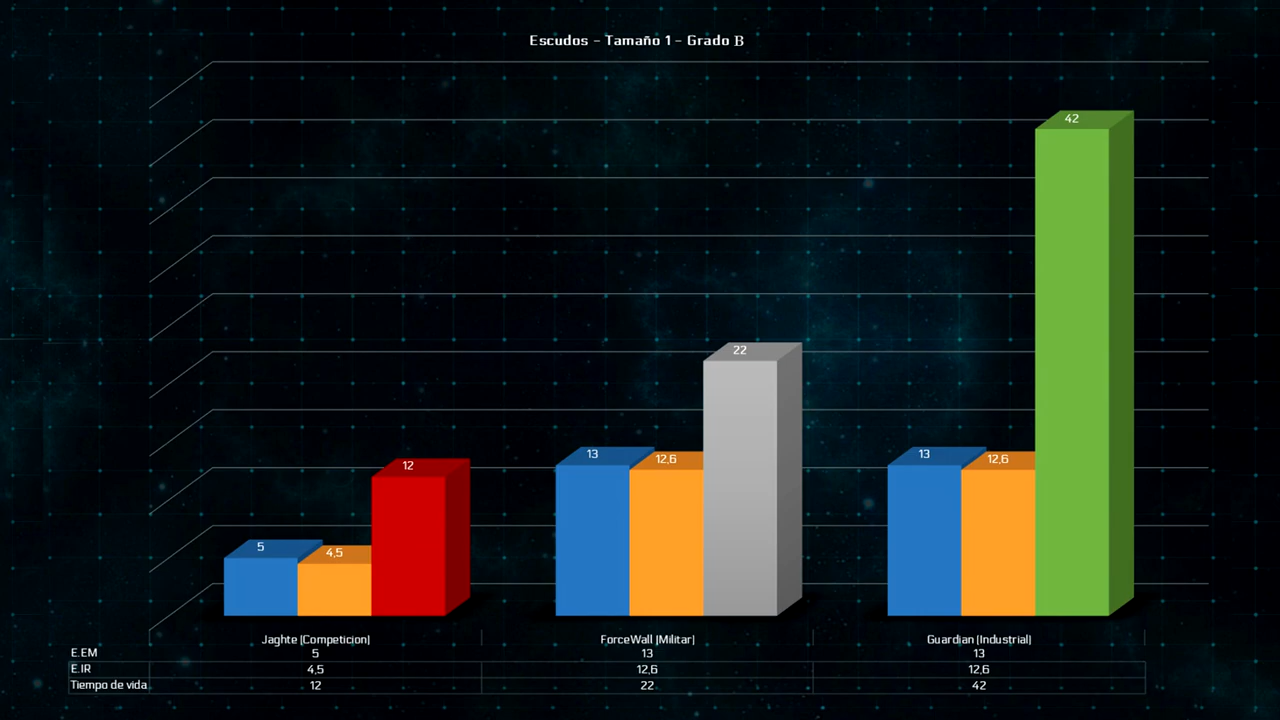 Escudos - Tamaño 1 - Grado B
42
22
13
12,6
13
12,6
12
5
4,5
Jaghte |Competicion| ForceWall |Militar| Guardian |Industrial|
E.EM 5 13 13
E.IR 4,5 12,6 12,6
Tiempo de vida 12 22 42